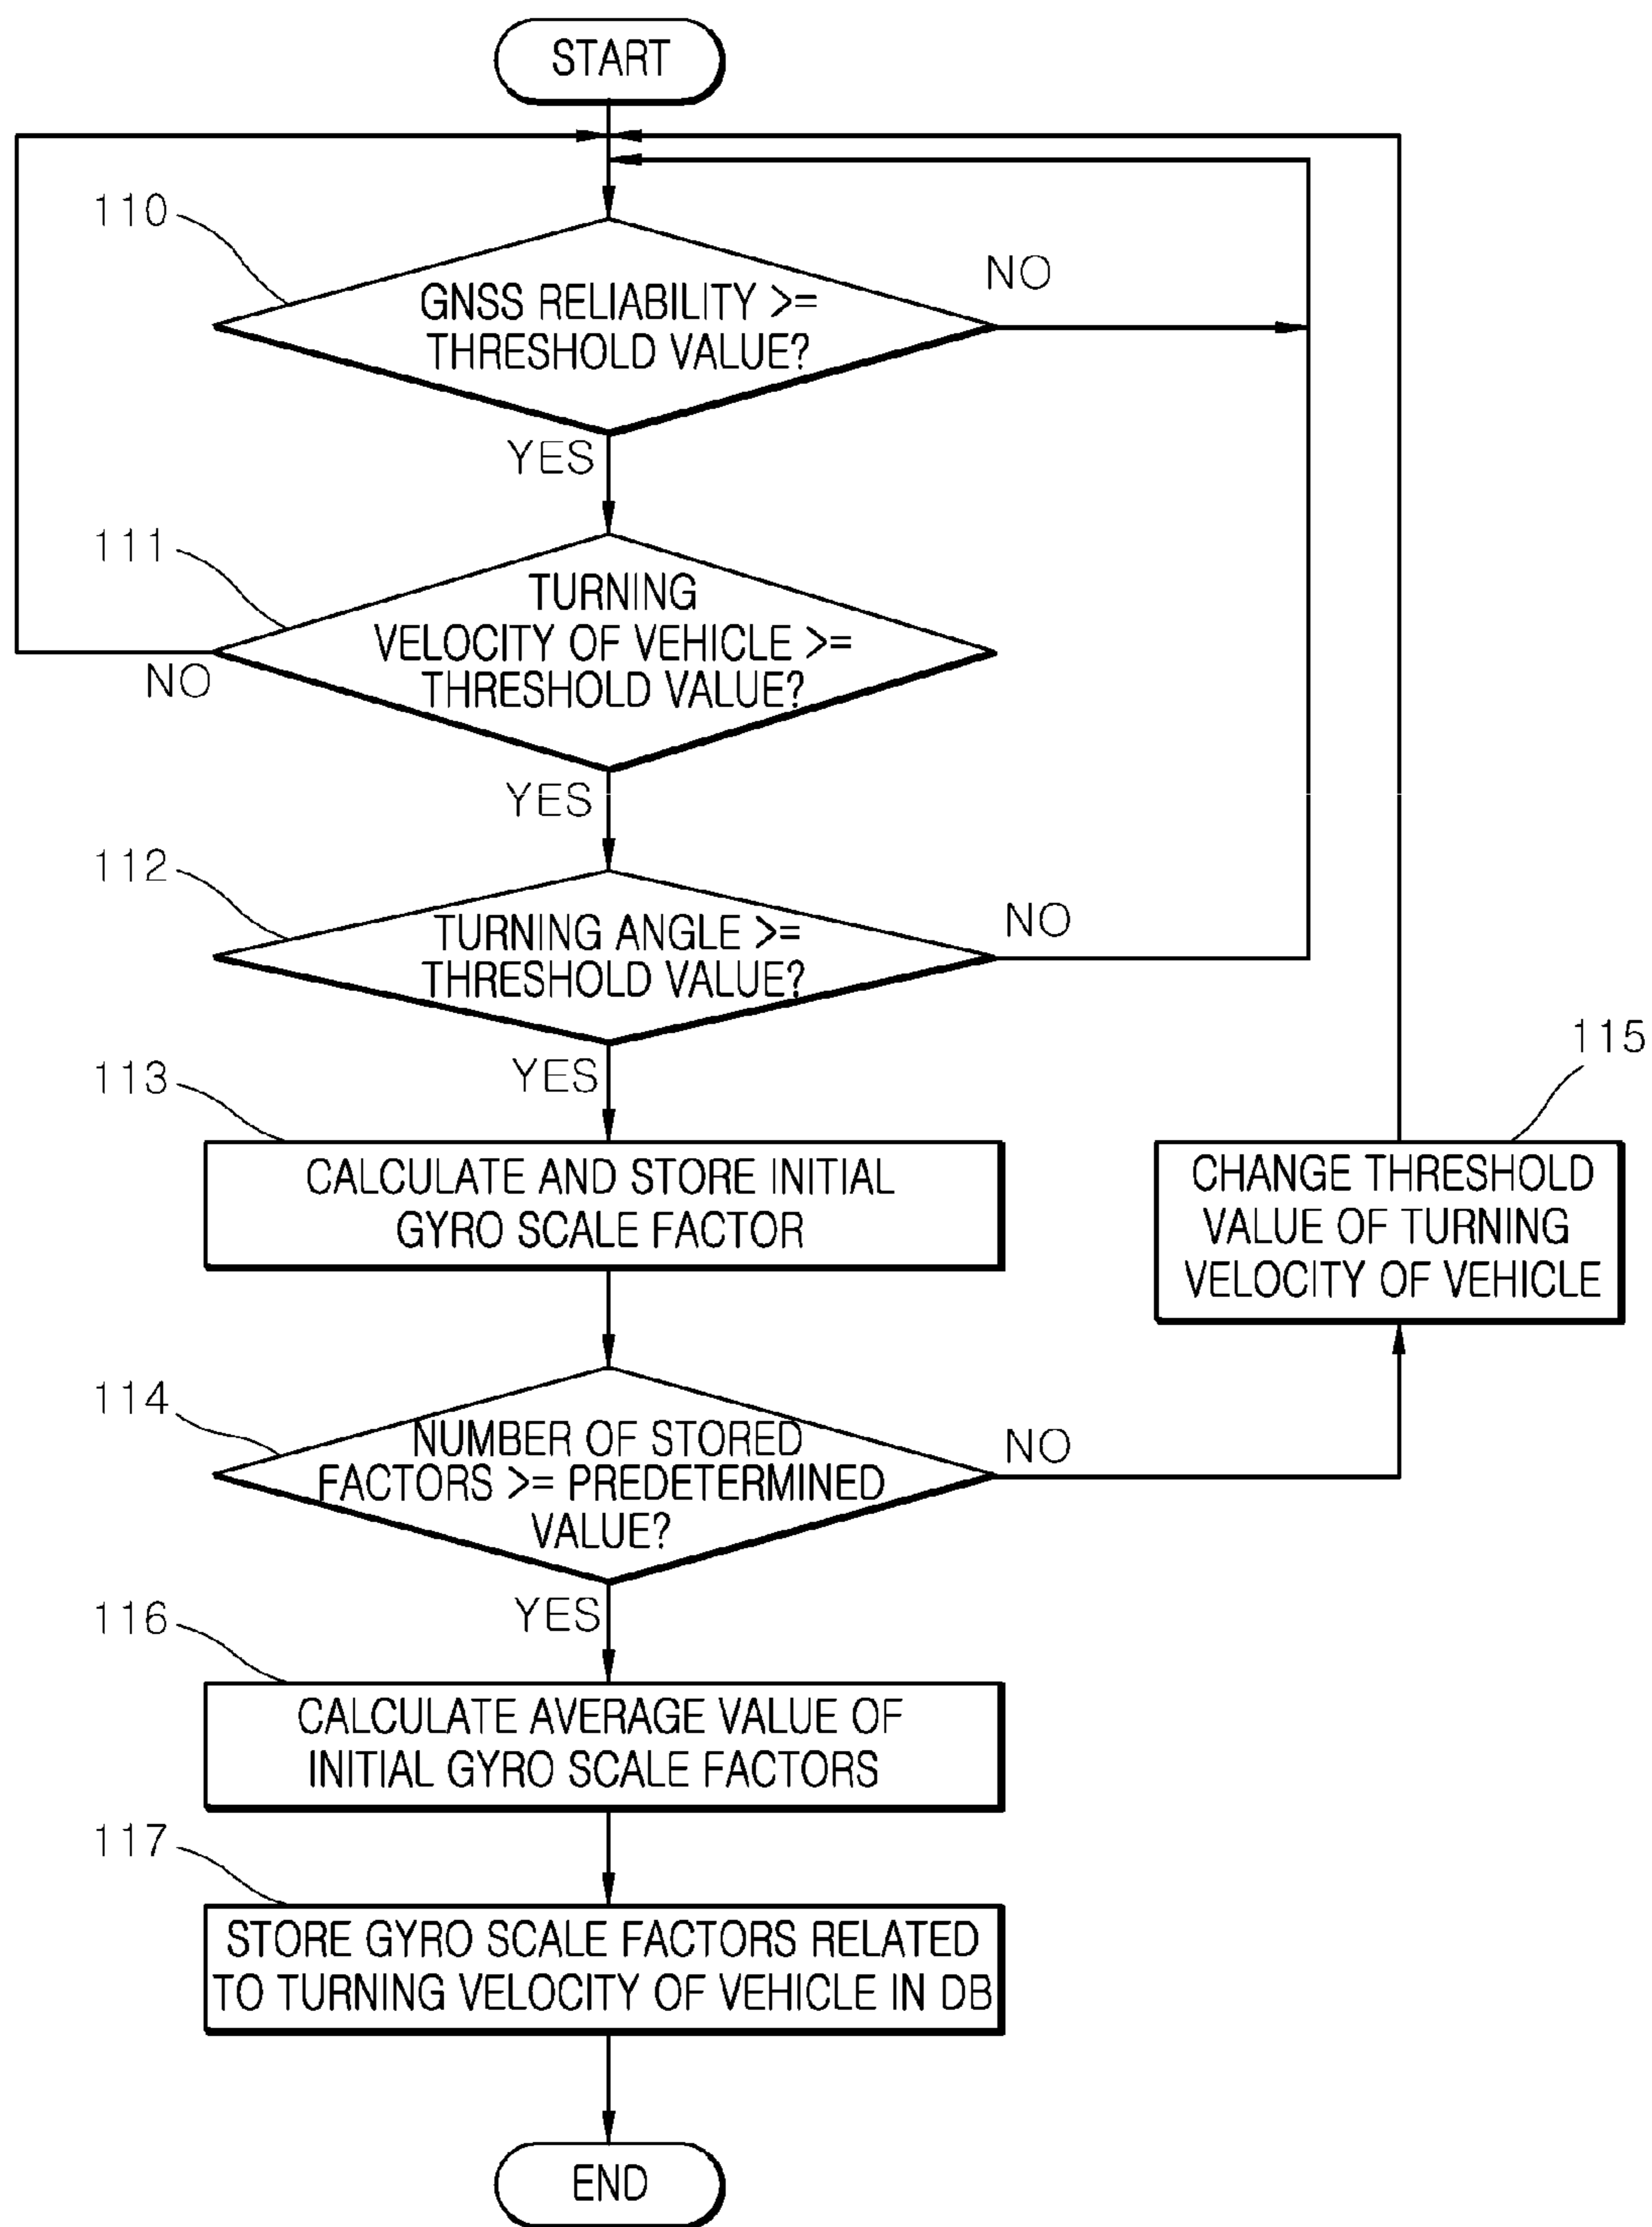 START
110
NO
GNSS RELIABILITY >=
THRESHOLD VALUE?
YES
111
TURNING
VELOCITY OF VEHICLE >=
THRESHOLD VALUE?
NO
YES
112
NO
TURNING ANGLE >=
THRESHOLD VALUE?
YES
113
CALCULATE AND STORE INITIAL
GYRO SCALE FACTOR
115
CHANGE THRESHOLD
VALUE OF TURNING
VELOCITY OF VEHICLE
114
NUMBER OF STORED
FACTORS >= PREDETERMINED
VALUE?
NO
YES
116
CALCULATE AVERAGE VALUE OF
INITIAL GYRO SCALE FACTORS
117
STORE GYRO SCALE FACTORS RELATED
TO TURNING VELOCITY OF VEHICLE IN DB
END